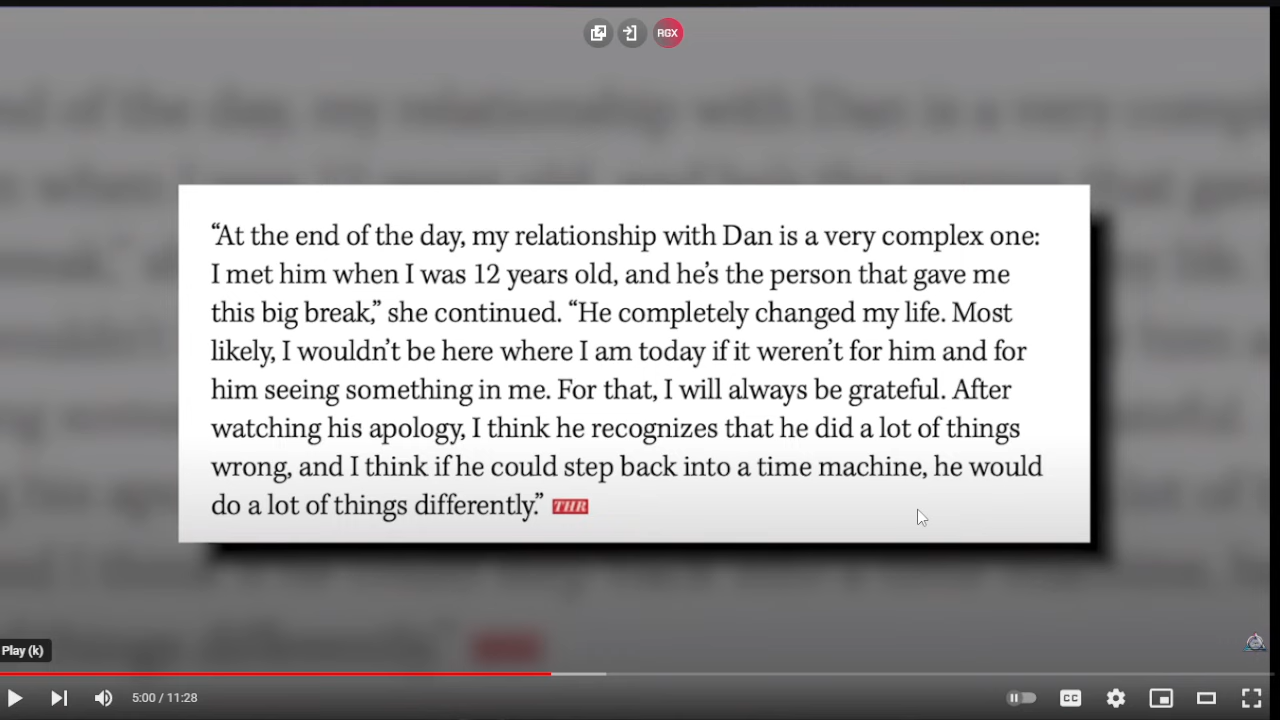 RGX
“At the end of the day, my relationship with Dan is a very complex one:
I met him when I was 12 years old, and he’s the person that gave me
this big break,” she continued. “He completely changed my life. Most
likely, I wouldn’t be here where I am today if it weren’t for him and for
him seeing something in me. For that, I will always be grateful. After
watching his apology, I think he recognizes that he did a lot of things
wrong, and I think if he could step back into a time machine, he would
do a lot of things differently.” THR
Play (k)
5:00 / 11:28
CC